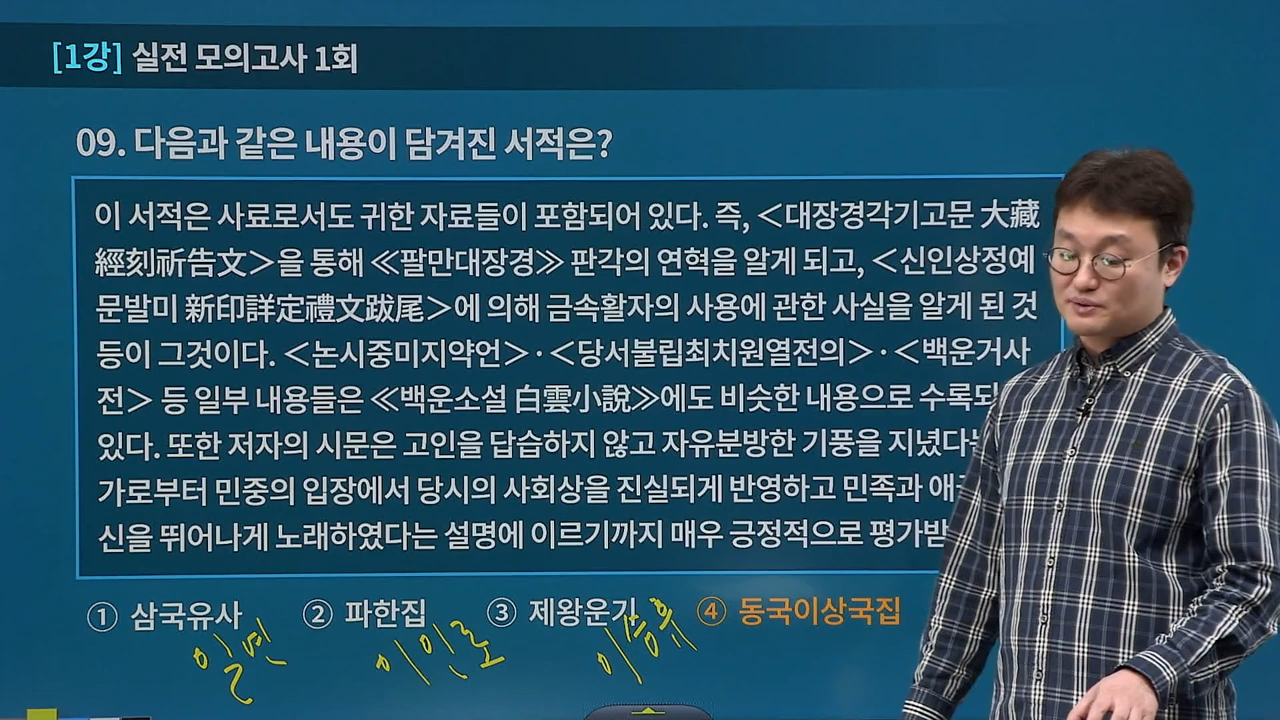 [1강] 실전 모의고사 1회
09. 다음과 같은 내용이 담겨진 서적은?
이 서적은 사료로서도 귀한 자료들이 포함되어 있다. 즉, <대장경각기고문 大藏
經刻祈告文>을 통해 ≪팔만대장경≫ 판각의 연혁을 알게 되고, <신인상정예
문발미 新印詳定禮文跋尾>에 의해 금속활자의 사용에 관한 사실을 알게 된 것
등이 그것이다. <논시중미지약언>·<당서불립최치원열전의>·<백운거사
전> 등 일부 내용들은 ≪백운소설 白雲小說≫에도 비슷한 내용으로 수록되
있다. 또한 저자의 시문은 고인을 답습하지 않고 자유분방한 기풍을 지녔다
가로부터 민중의 입장에서 당시의 사회상을 진실되게 반영하고 민족과
신을 뛰어나게 노래하였다는 설명에 이르기까지 매우 긍정적으로 평가받
① 삼국유사 ② 파한집 ③ 제왕운기 ④ 동국이상국집
일연 이인로 이승휴